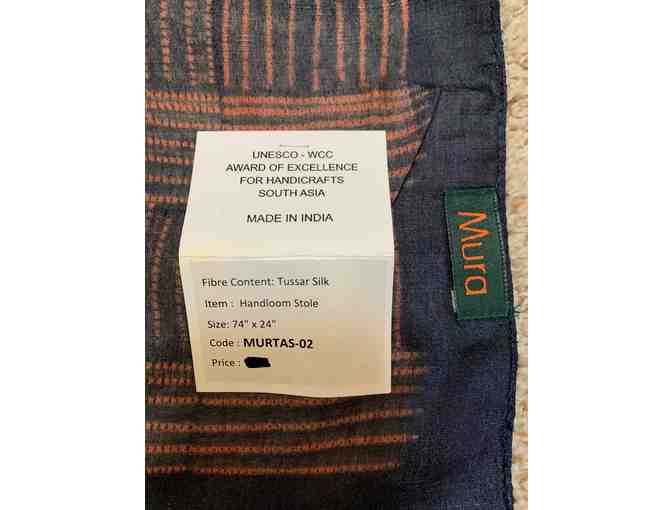 UNESCO - WCC
AWARD OF EXCELLENCE
FOR HANDICRAFTS
SOUTH ASIA
MADE IN INDIA
Fibre Content: Tussar Silk
Item : Handloom Stole
Size: 74" x 24"
Code : MURTAS-02
Price :
Mura